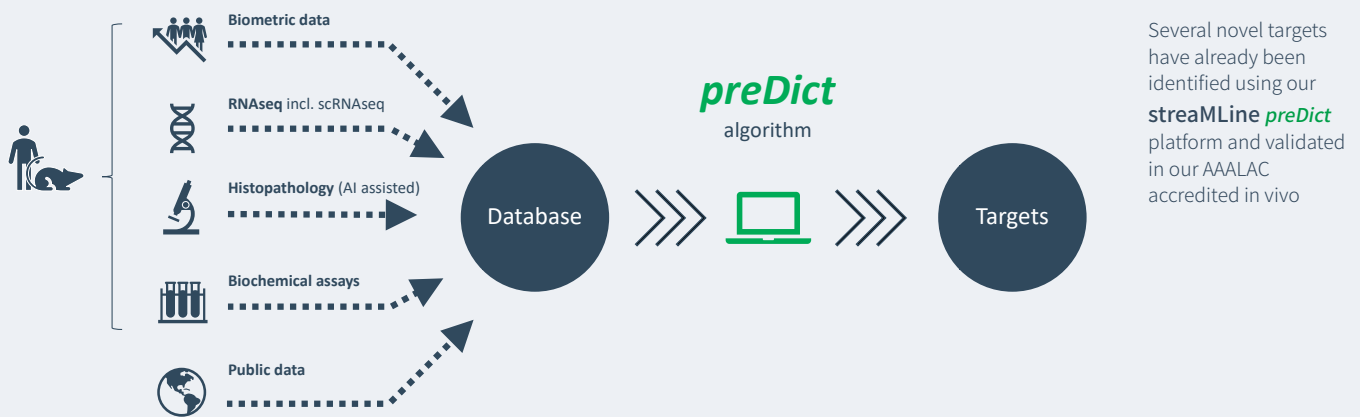 Biometric data
RNAseq incl. scRNAseq
Histopathology (AI assisted)
Biochemical assays
Public data
Database
preDict
algorithm
Targets
Several novel targets
have already been
identified using our
streaMLine preDict
platform and validated
in our AAALAC
accredited in vivo